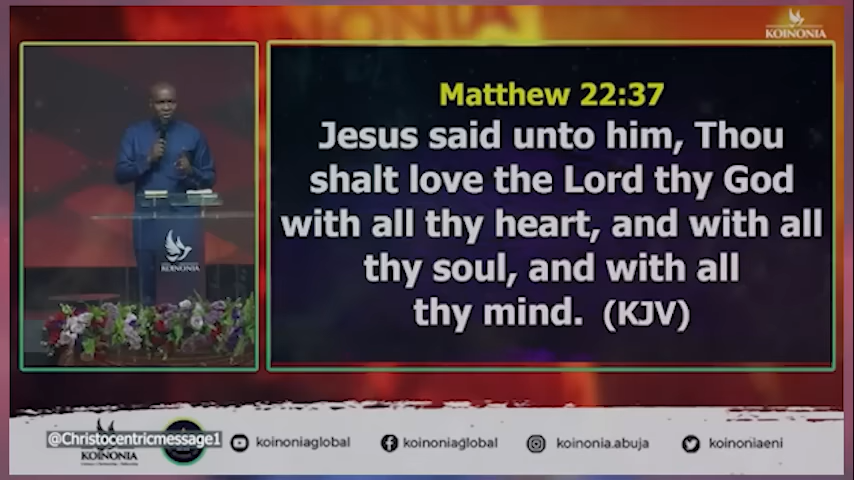 KOINONIA
Matthew 22:37
Jesus said unto him, Thou
shalt love the Lord thy God
with all thy heart, and with all
thy soul, and with all
thy mind. (KJV)
KOINONIA
@Christocentricmessage1
KOINONIA
koinoniaglobal
koinoniaglobal
koinonia.abuja
koinoniaeni